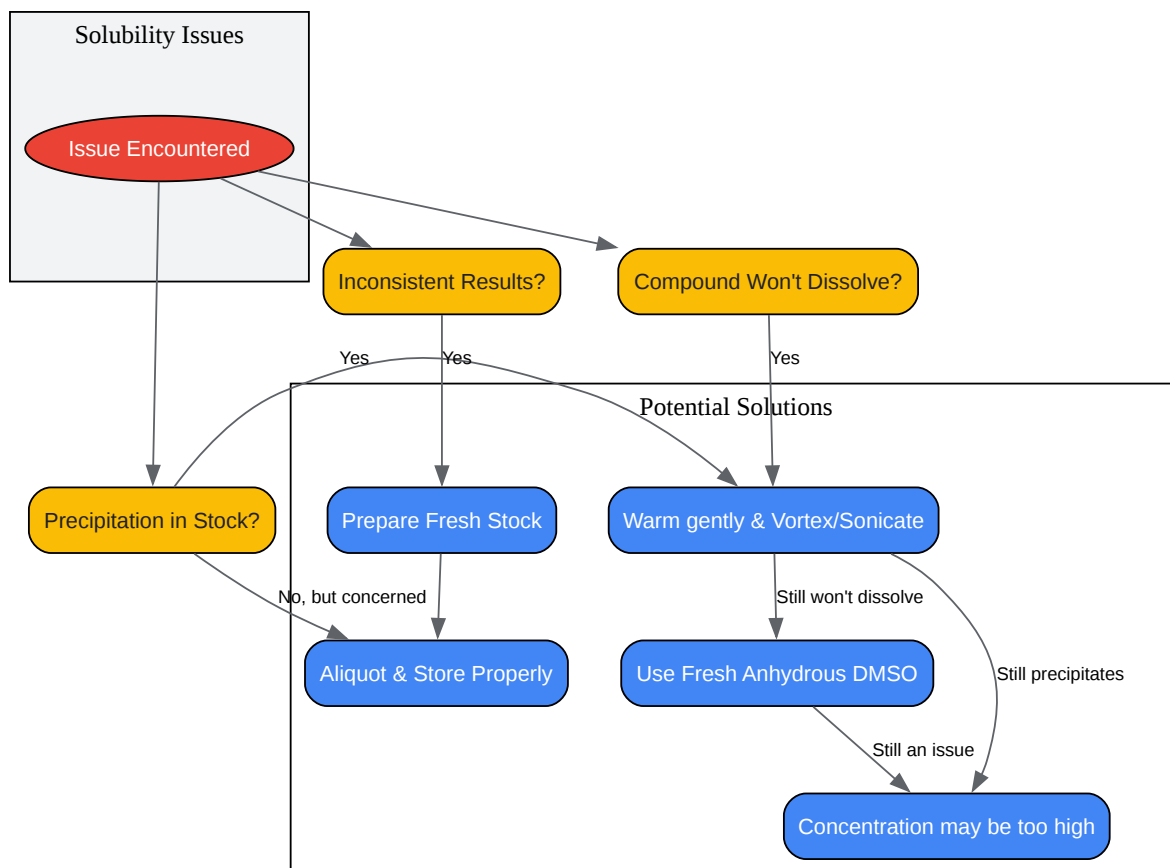 Solubility Issues
Issue Encountered
Inconsistent Results?
Compound Won't Dissolve?
Yes
Yes
Yes
Potential Solutions
Precipitation in Stock?
Prepare Fresh Stock
Warm gently & Vortex/Sonicate
No, but concerned
Still won't dissolve
Aliquot & Store Properly
Use Fresh Anhydrous DMSO
Still precipitates
Still an issue
Concentration may be too high